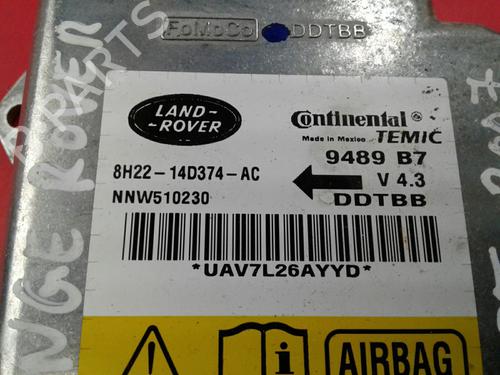 FoMoCo DDTBB
LAND-
-ROVER
Continental
Made in Mexico TEMIC
8H22-14D374-AC
9489 B7
NNW510230
V 4.3
DDTBB
*UAV7L26AYYD*
AIRBAG
PARTS